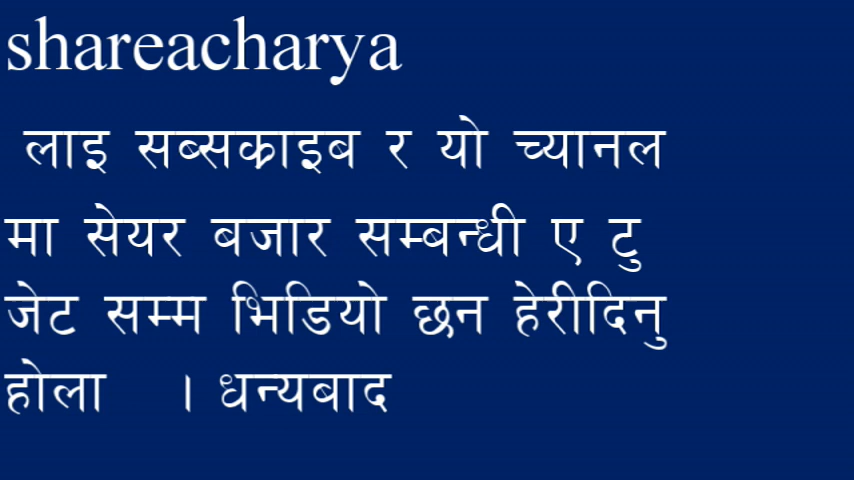 shareacharya
लाइ सब्सक्राइब र यो च्यानल
मा सेयर बजार सम्बन्धी ए टु
जेट सम्म भिडियो छन हेरीदिनु
होला । धन्यबाद